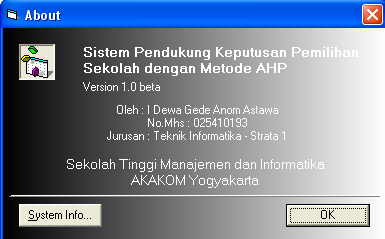 About
Sistem Pendukung Keputusan Pemilihan
Sekolah dengan Metode AHP
Version 1.0 beta
Oleh : I Dewa Gede Anom Astawa
No.Mhs : 025410193
Jurusan : Teknik Informatika - Strata 1
Sekolah Tinggi Manajemen dan Informatika
AKAKOM Yogyakarta
System Info...
OK